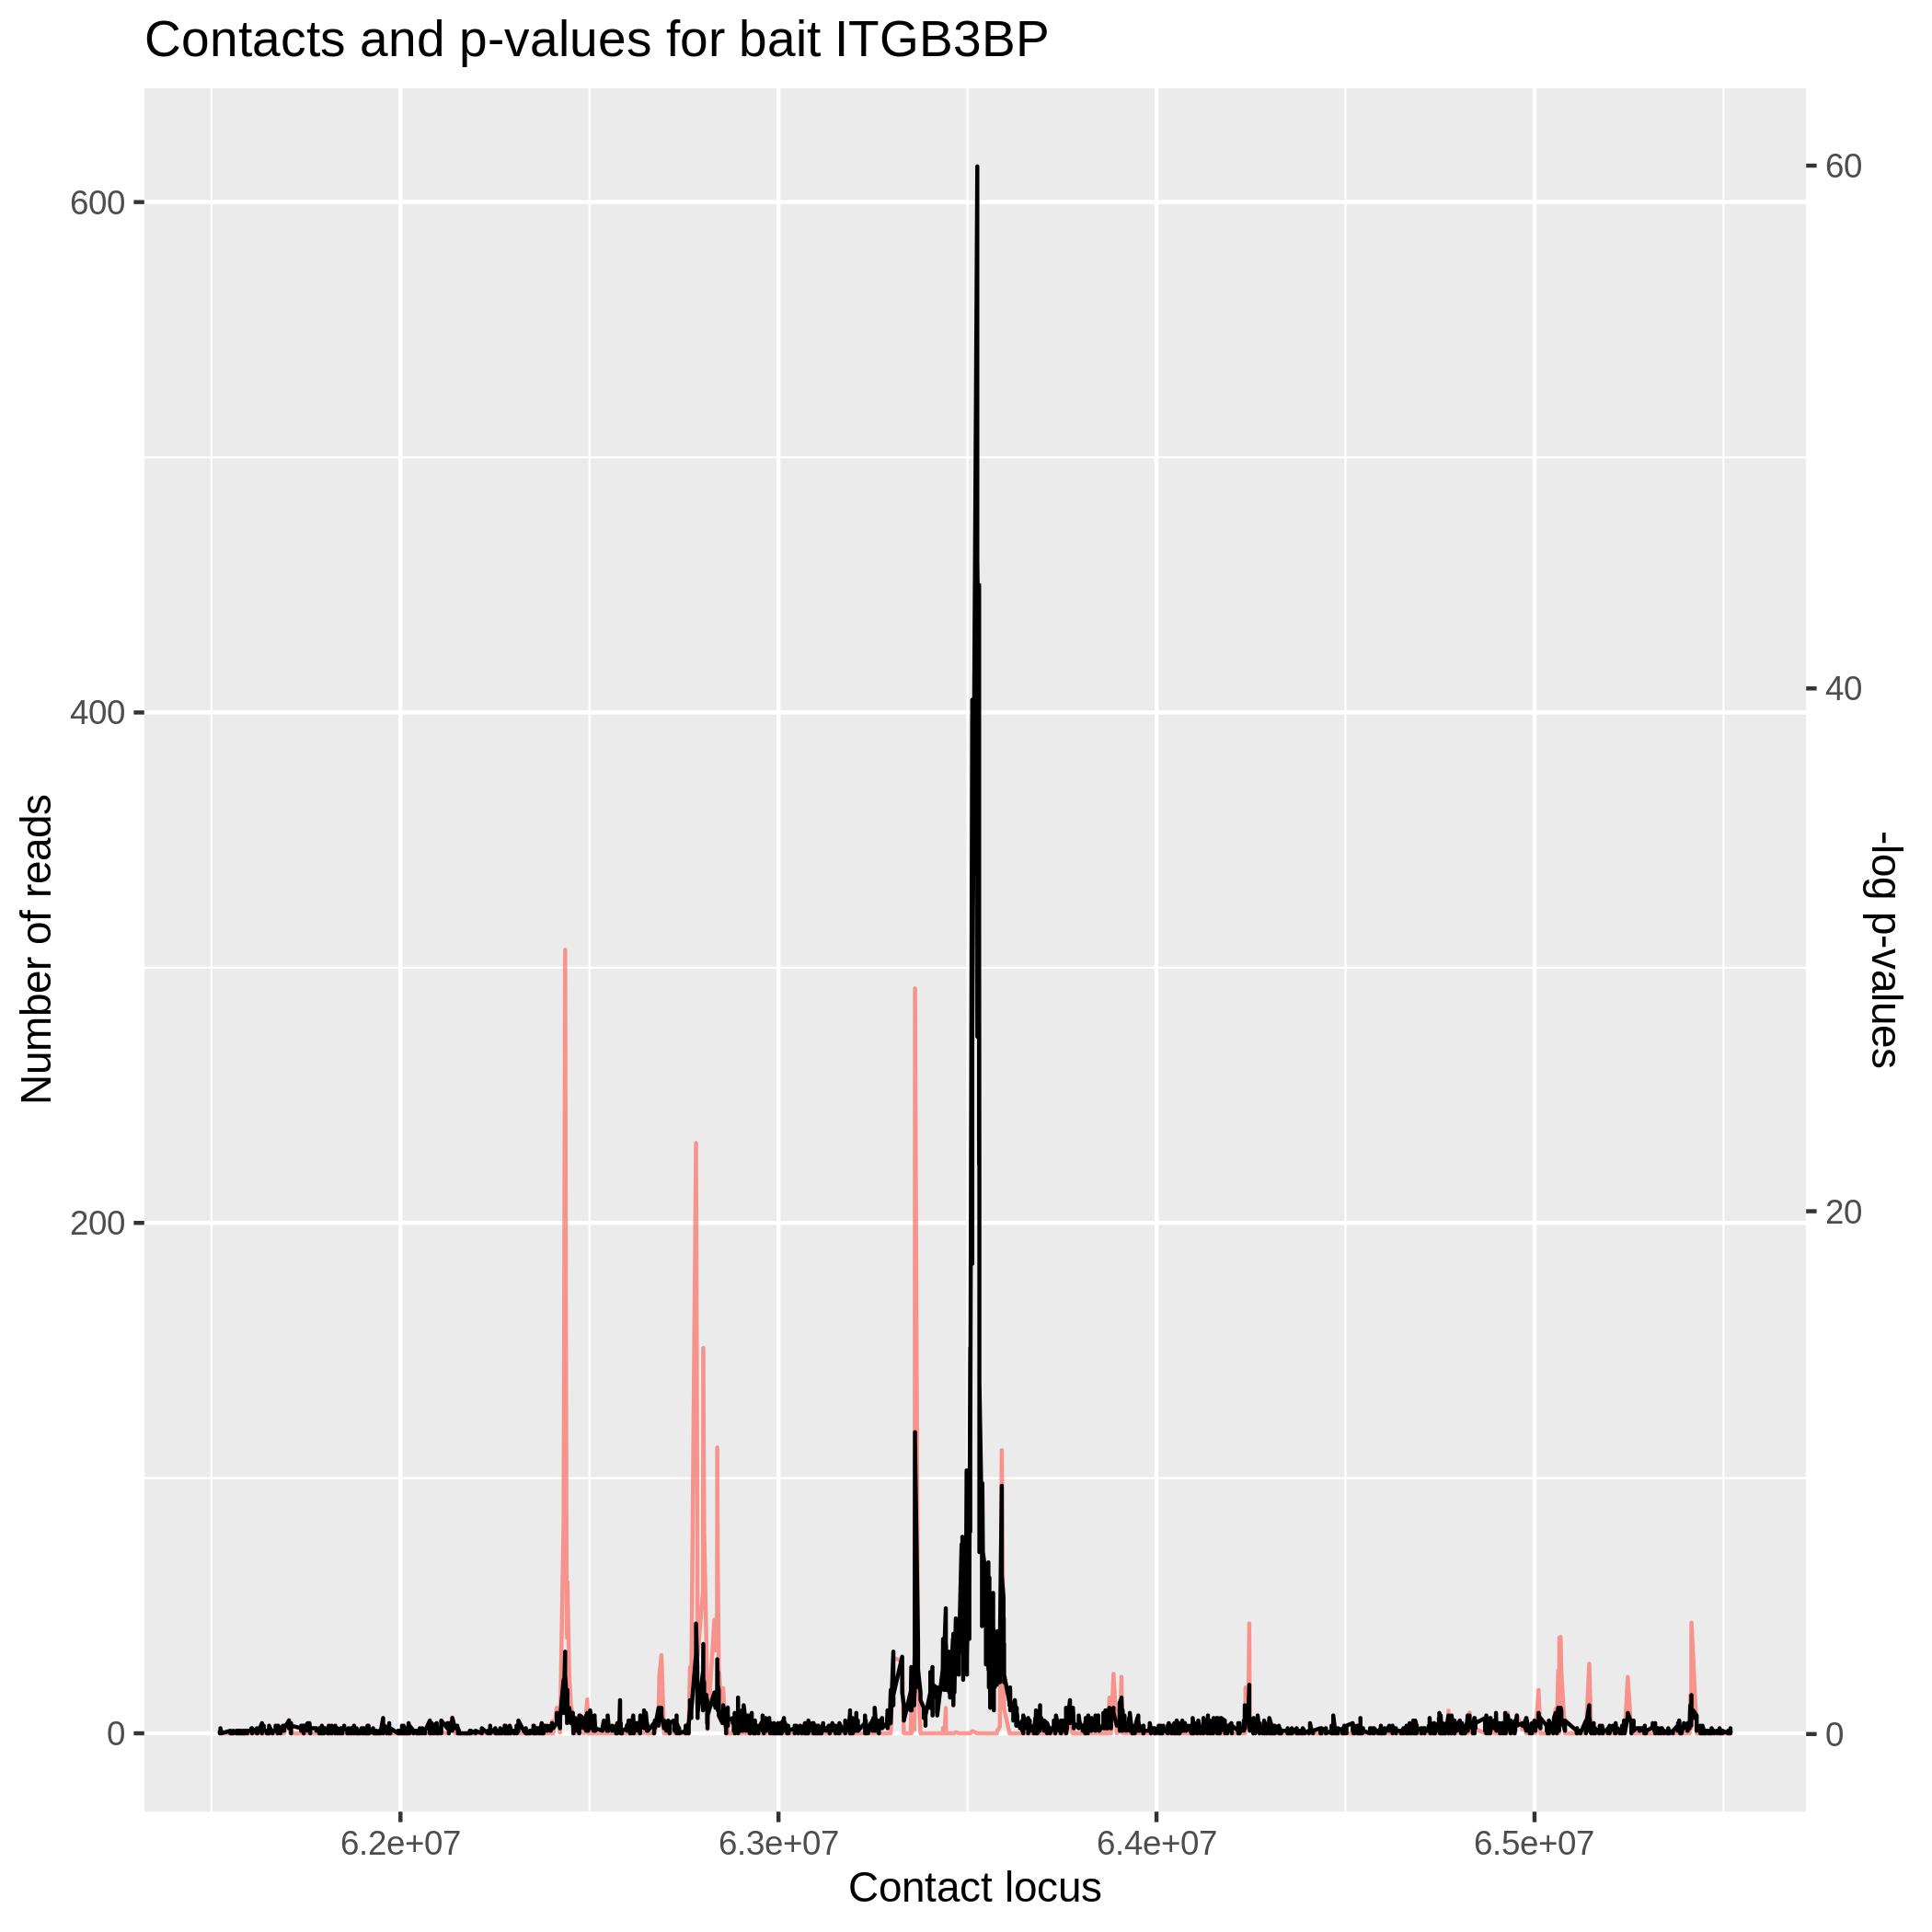 Contacts and p-values for bait ITGB3BP
600
400
200
0
60
40
20
0
Number of reads
-log p-values
6.2e+07
6.3e+07
6.4e+07
6.5e+07
Contact locus